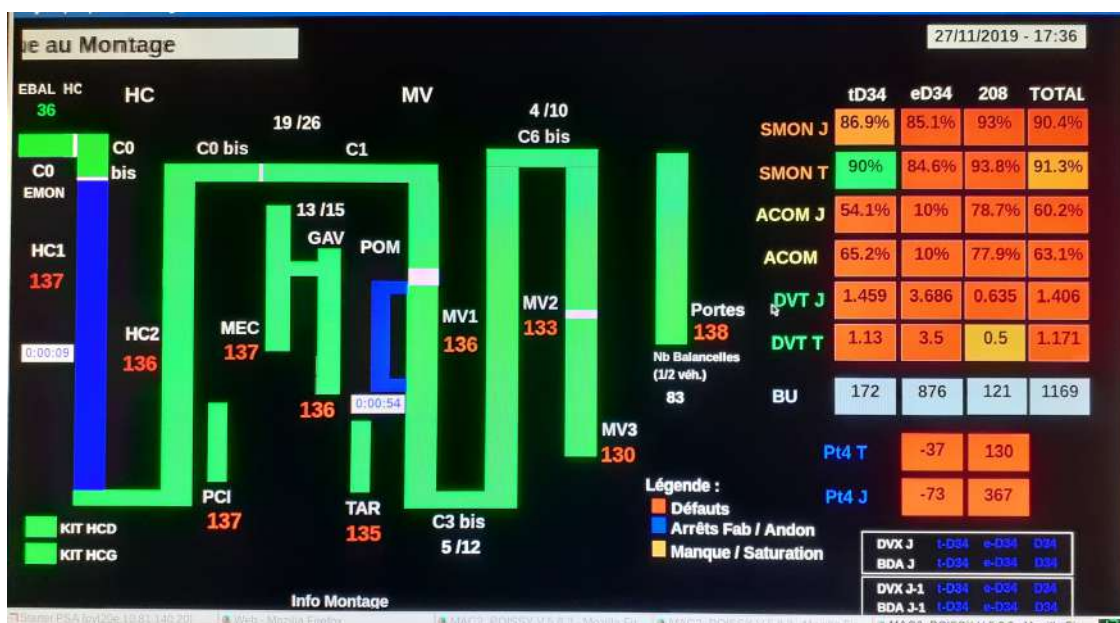 ue au Montage
27/11/2019 - 17:36
EBAL HC
36
HC
MV
19 /26
4 /10
C6 bis
C0 bis
C0 bis
C1
C0
EMON
HC1
137
0:00:09
HC2
136
13 /15
GAV
POM
MEC
137
136
0:00:54
MV1
136
MV2
133
MV3
130
Portes
138
Nb Balancelles
(1/2 véh.)
83
PCI
137
TAR
135
C3 bis
5 /12
KIT HCD
KIT HCG
Info Montage
Légende :
Défauts
Arrêts Fab / Andon
Manque / Saturation
tD34 eD34 208 TOTAL
SMON J 86.9% 85.1% 93% 90.4%
SMON T 90% 84.6% 93.8% 91.3%
ACOM J 54.1% 10% 78.7% 60.2%
ACOM 65.2% 10% 77.9% 63.1%
DVT J 1.459 3.686 0.635 1.406
DVT T 1.13 3.5 0.5 1.171
BU 172 876 121 1169
Pt4 T -37 130
Pt4 J -73 367
DVX J t-D34 e-D34 D34
BDA J t-D34 e-D34 D34
DVX J-1 t-D34 e-D34 D34
BDA J-1 t-D34 e-D34 D34
Web - Mozilla Firefox